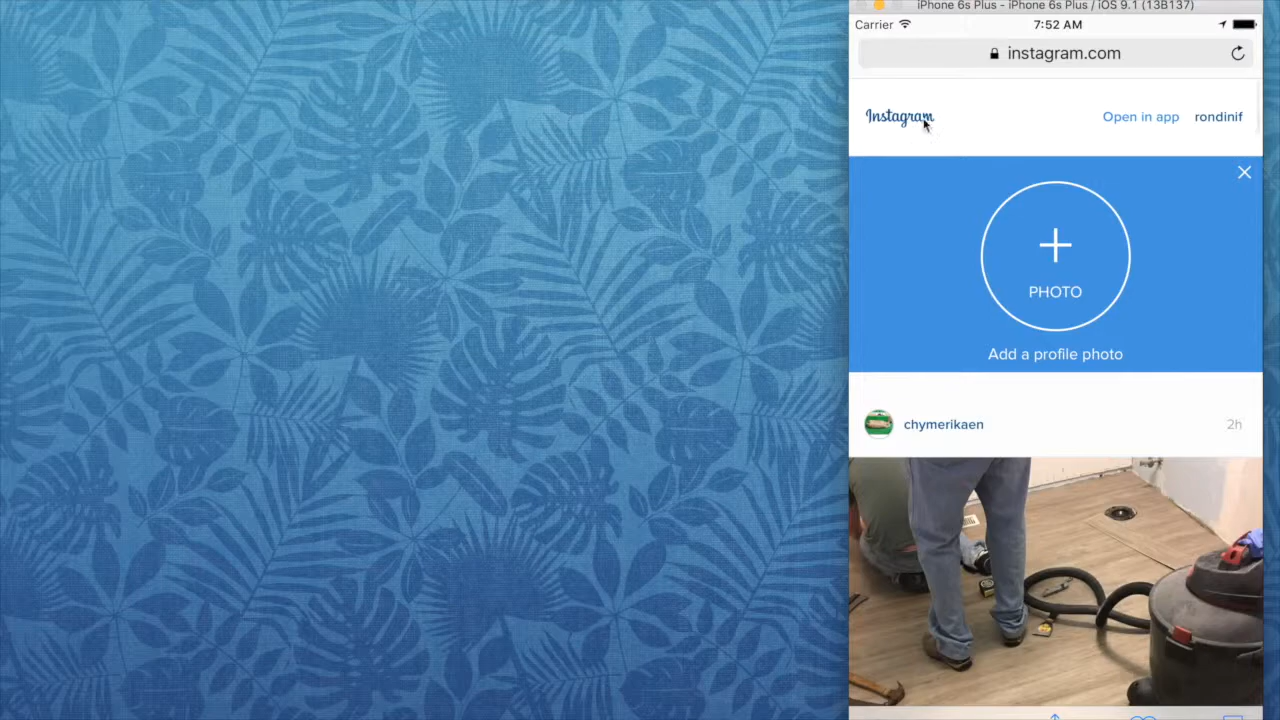 iPhone 6s Plus - iPhone 6s Plus / iOS 9.1 (13B137)
Carrier 7:52 AM
instagram.com
Instagram Open in app rondinif
PHOTO
Add a profile photo
chymerikaen 2h